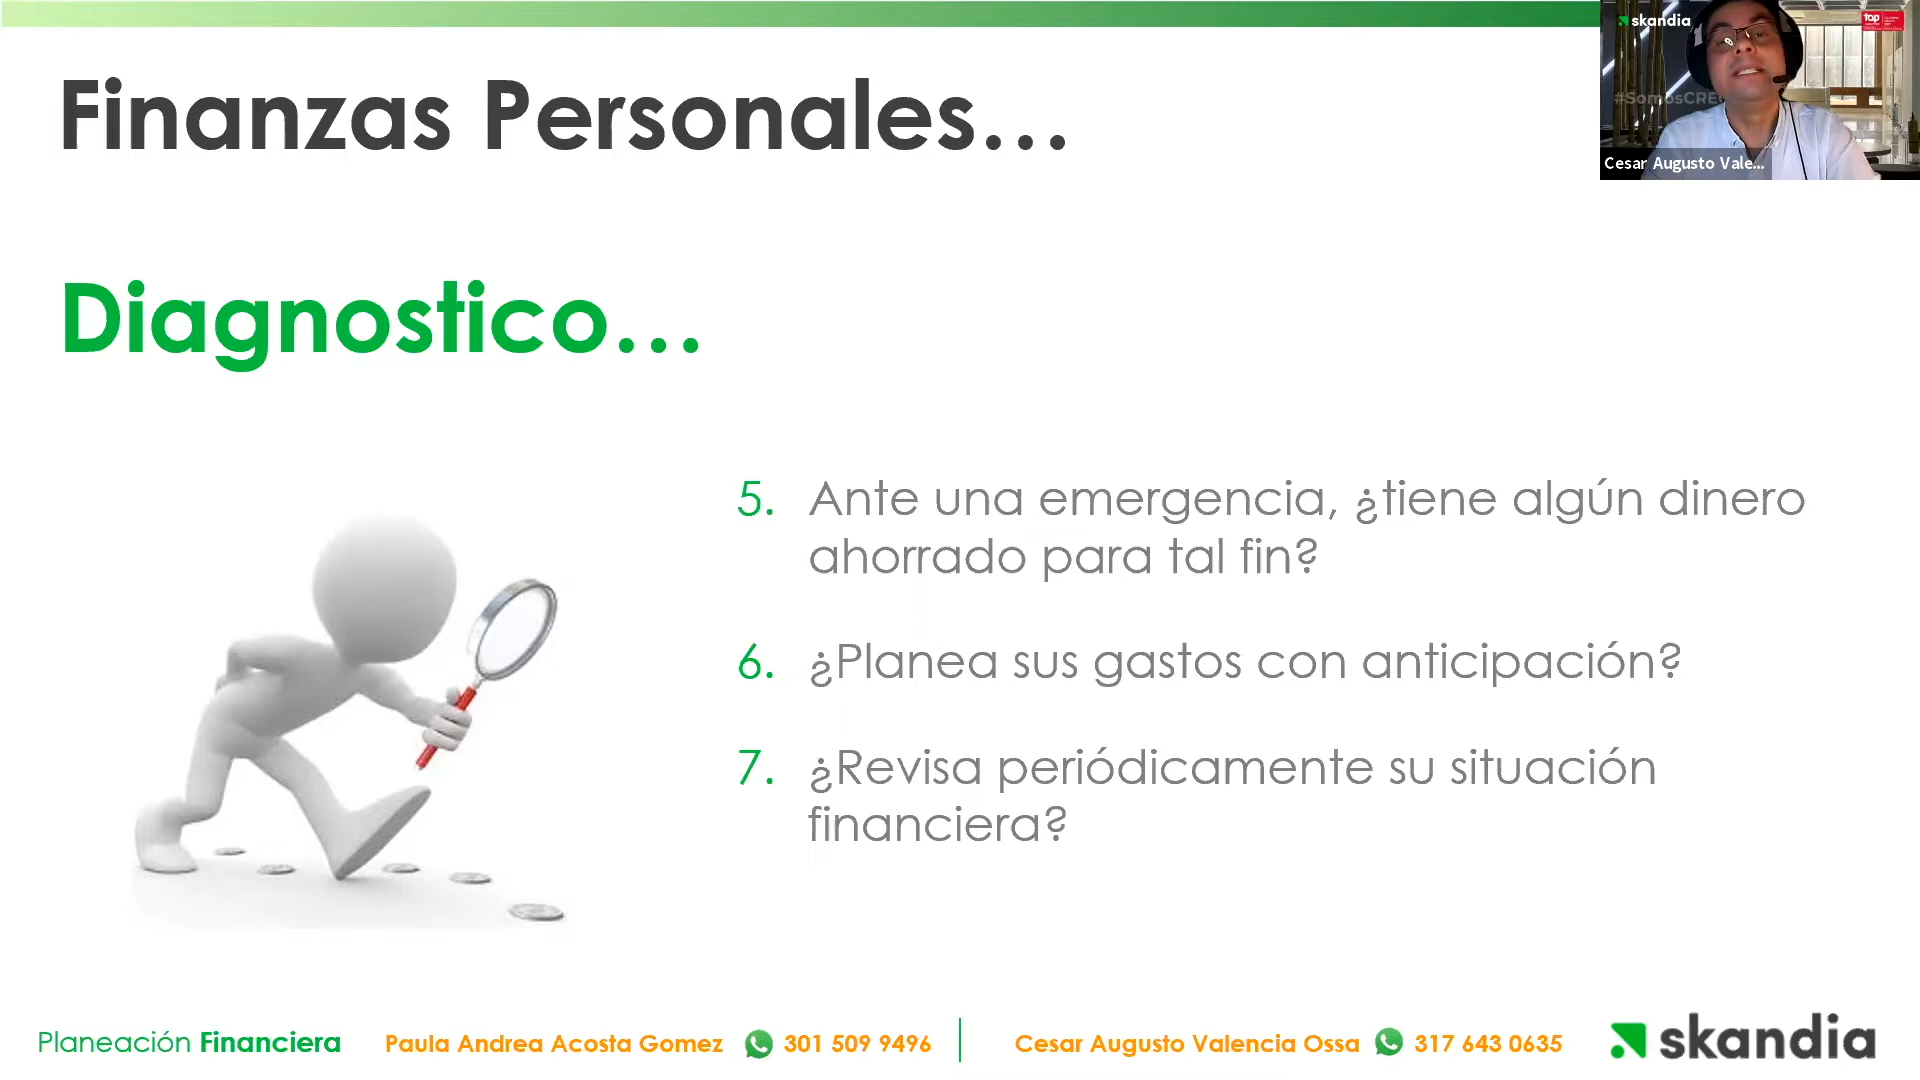 Finanzas Personales...
skandia
top
#SomosCRE
Cesar Augusto Vale...
Diagnostico...
5. Ante una emergencia, ¿tiene algún dinero
ahorrado para tal fin?
6. ¿Planea sus gastos con anticipación?
7. ¿Revisa periódicamente su situación
financiera?
Planeación Financiera Paula Andrea Acosta Gomez 301 509 9496 Cesar Augusto Valencia Ossa 317 643 0635 skandia